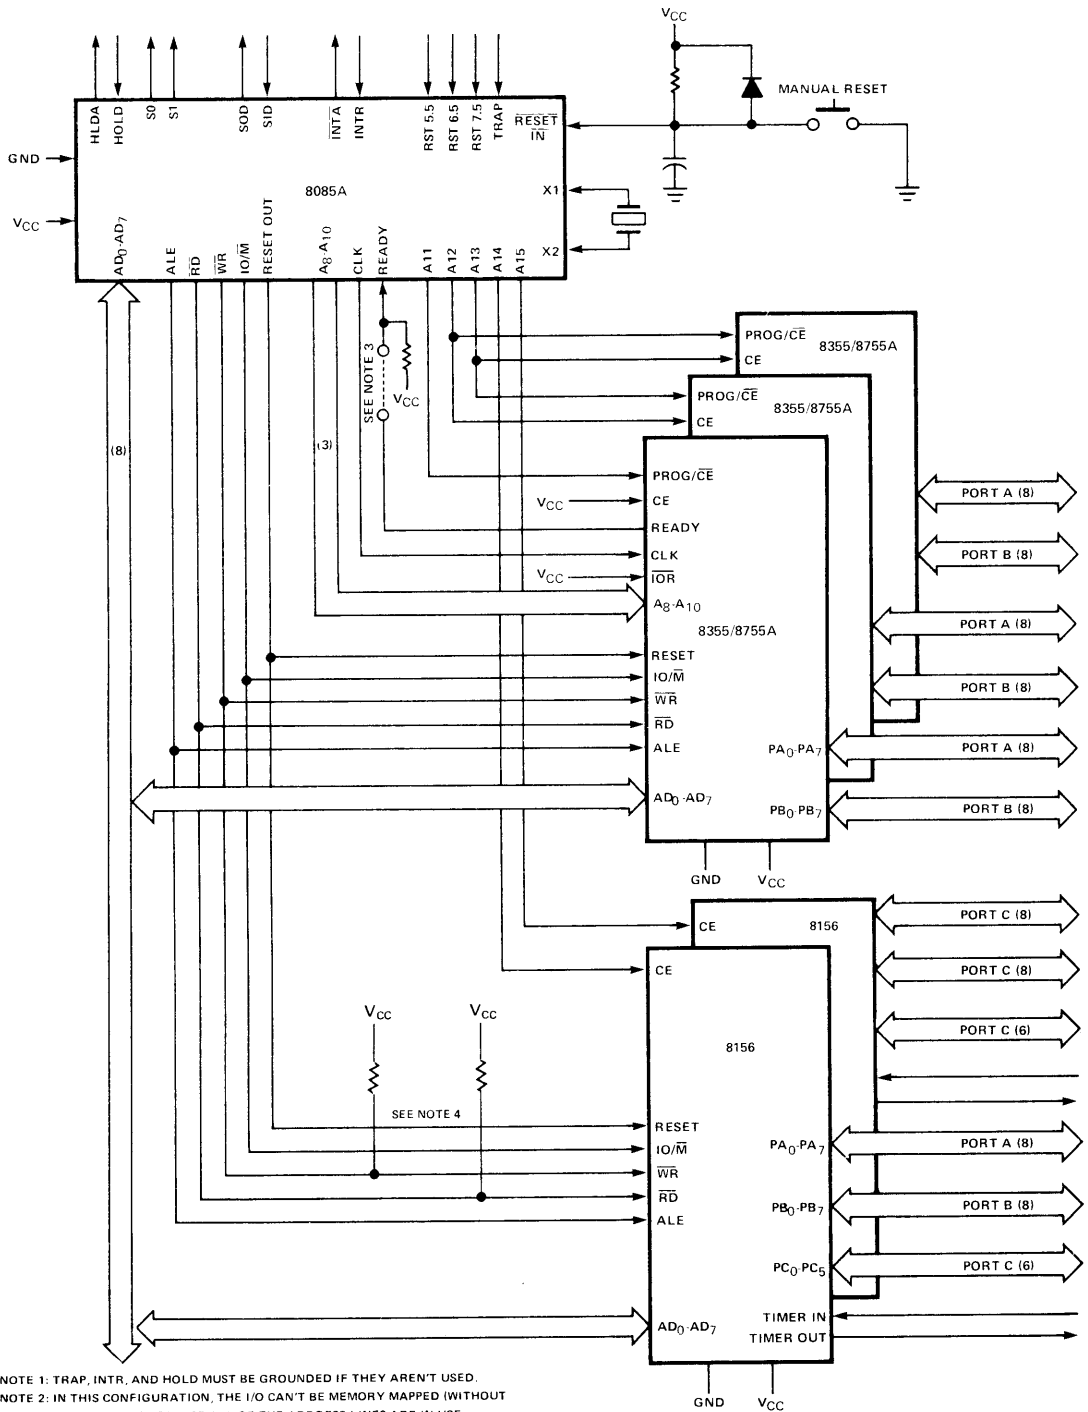 VCC
MANUAL RESET
HLDA
HOLD
S0
S1
SOD
SID
INTA
INTR
RST 5.5
RST 6.5
RST 7.5
TRAP
RESET
IN
GND
VCC
8085A
X1
X2
AD0-AD7
ALE
RD
WR
IO/M
RESET OUT
A8-A10
CLK
READY
A11
A12
A13
A14
A15
SEE NOTE 3
VCC
(8)
(3)
PROG/CE
8355/8755A
CE
PROG/CE
8355/8755A
CE
PROG/CE
VCC
CE
READY
CLK
VCC
IOR
A8-A10
8355/8755A
RESET
IO/M
WR
RD
ALE
AD0-AD7
PA0-PA7
PB0-PB7
GND
VCC
PORT A (8)
PORT B (8)
PORT A (8)
PORT B (8)
PORT A (8)
PORT B (8)
CE
8156
CE
8156
VCC
VCC
SEE NOTE 4
RESET
IO/M
WR
RD
ALE
AD0-AD7
PA0-PA7
PB0-PB7
PC0-PC5
TIMER IN
TIMER OUT
GND
VCC
PORT C (8)
PORT C (8)
PORT C (6)
PORT A (8)
PORT B (8)
PORT C (6)
NOTE 1: TRAP, INTR, AND HOLD MUST BE GROUNDED IF THEY AREN'T USED.
NOTE 2: IN THIS CONFIGURATION, THE I/O CAN'T BE MEMORY MAPPED (WITHOUT